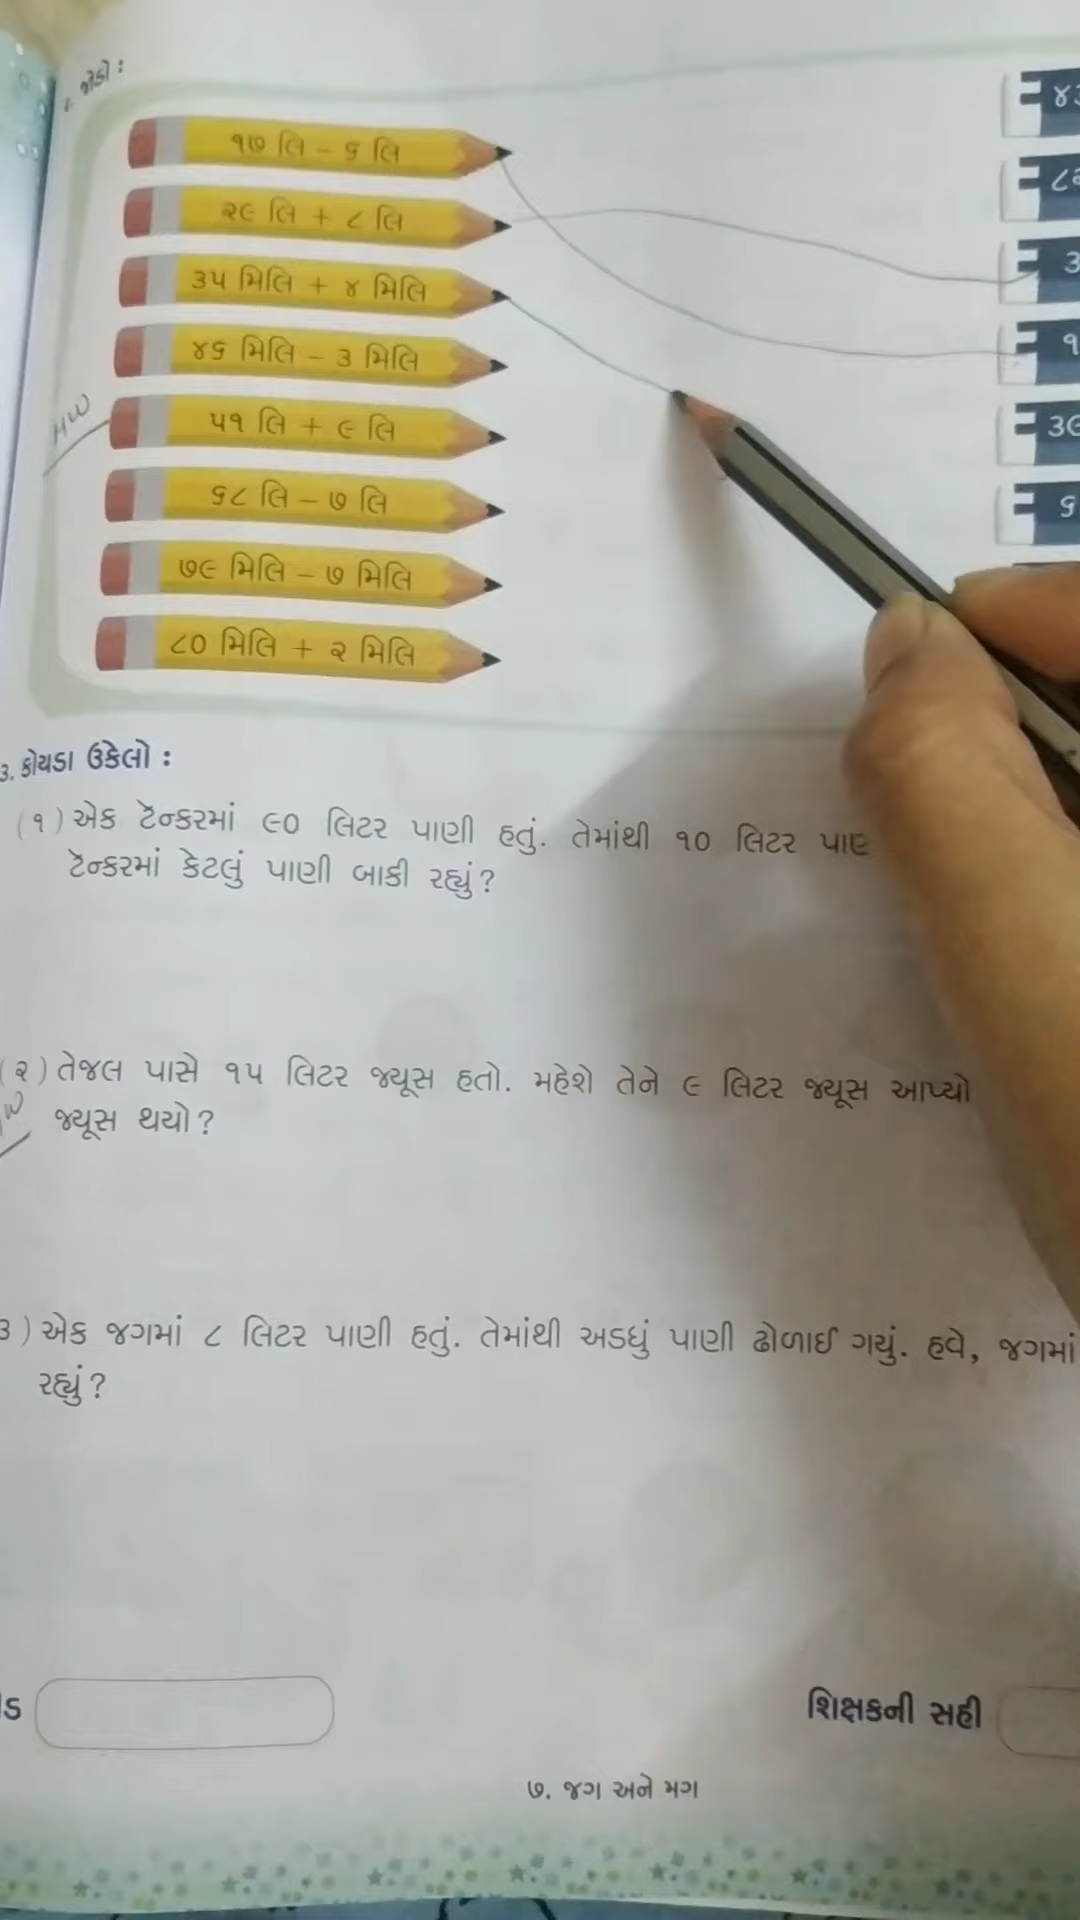 ૨. જોડો :
૧૭ લિ – ૬ લિ
૨૯ લિ + ૮ લિ
૩૫ મિલિ + ૪ મિલિ
૪૬ મિલિ – ૩ મિલિ
HW
૫૧ લિ + ૯ લિ
૬૮ લિ – ૭ લિ
૭૯ મિલિ – ૭ મિલિ
૮૦ મિલિ + ૨ મિલિ
૩
૧
૩૯
૬
૩. કોયડા ઉકેલો :
(૧) એક ટૅન્કરમાં ૯૦ લિટર પાણી હતું. તેમાંથી ૧૦ લિટર
ટૅન્કરમાં કેટલું પાણી બાકી રહ્યું?
(૨) તેજલ પાસે ૧૫ લિટર જ્યૂસ હતો. મહેશે તેને ૯ લિટર જ્યૂસ આપ્યો
જ્યૂસ થયો?
૩) એક જગમાં ૮ લિટર પાણી હતું. તેમાંથી અડધું પાણી ઢોળાઈ ગયું. હવે, જગમાં
રહ્યું?
શિક્ષકની સહી
૭. જગ અને મગ